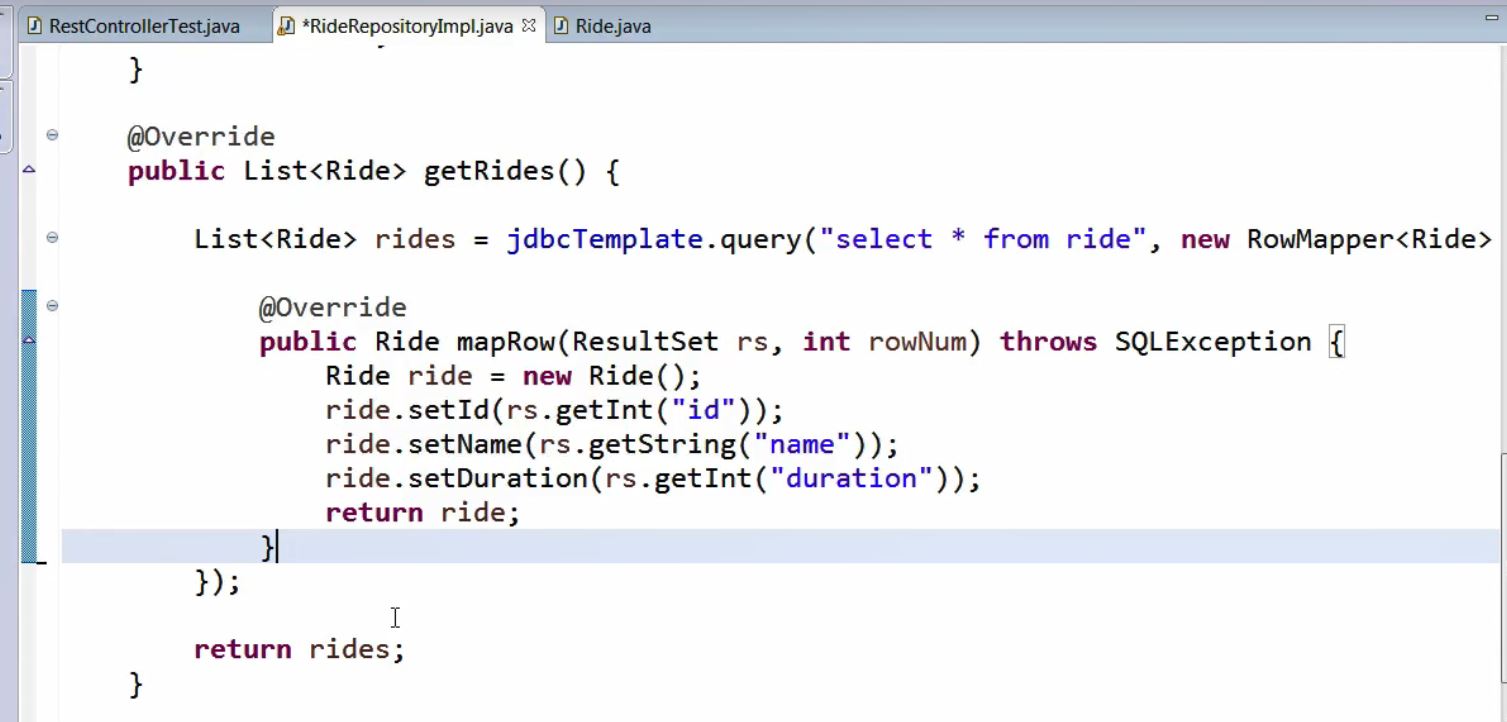 RestControllerTest.java *RideRepositoryImpl.java Ride.java
}
@Override
public List<Ride> getRides() {
List<Ride> rides = jdbcTemplate.query("select * from ride", new RowMapper<Ride>
@Override
public Ride mapRow(ResultSet rs, int rowNum) throws SQLException {
Ride ride = new Ride();
ride.setId(rs.getInt("id"));
ride.setName(rs.getString("name"));
ride.setDuration(rs.getInt("duration"));
return ride;
}
});
return rides;
}